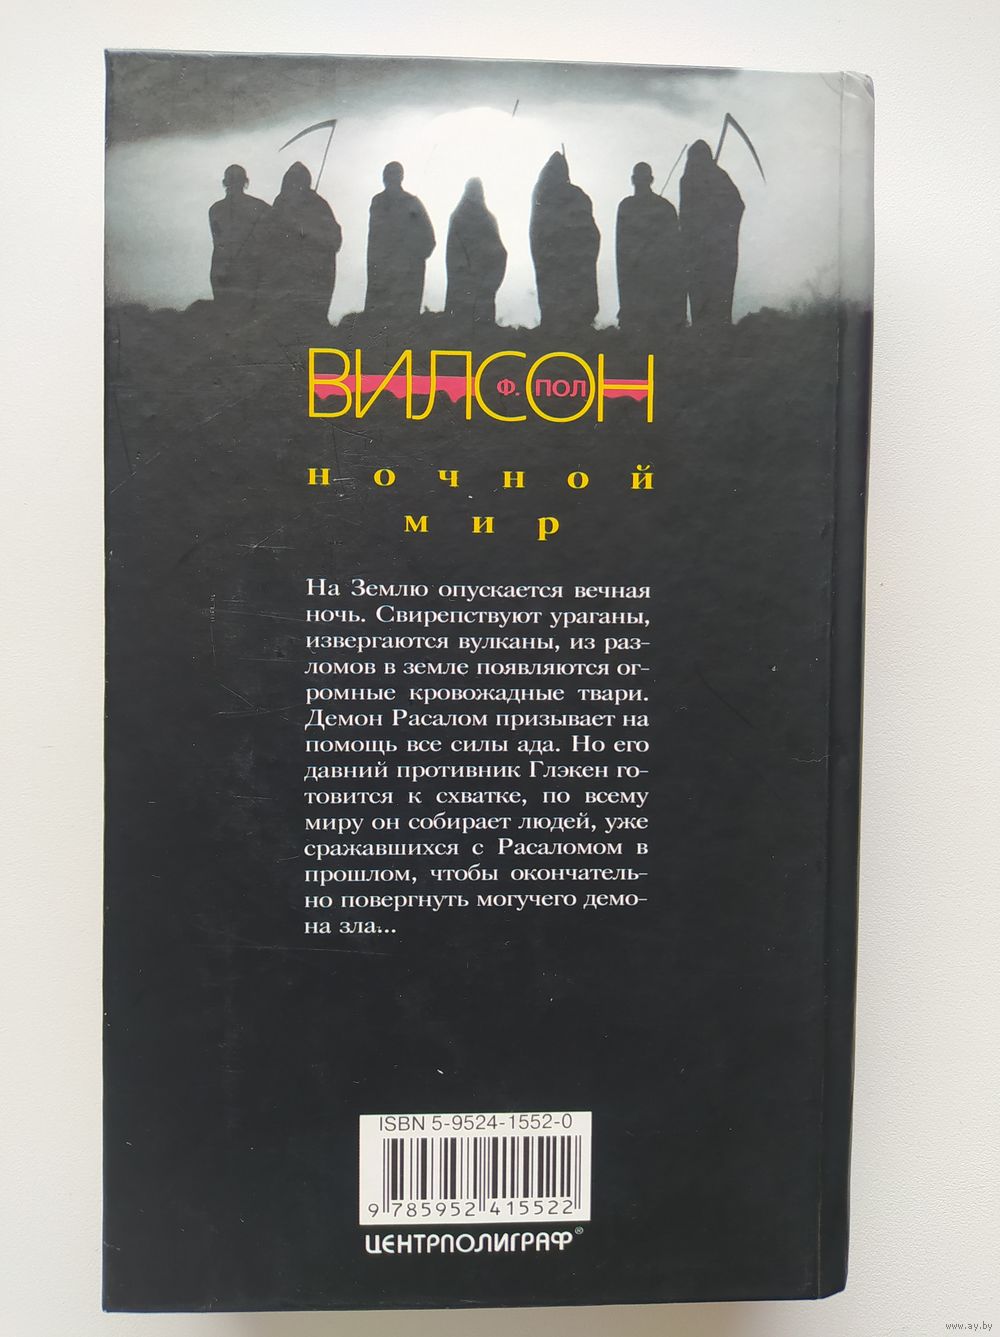 ВИЛСОН
Ф. ПОЛ
ночной
мир
На Землю опускается вечная
ночь. Свирепствуют ураганы,
извергаются вулканы, из раз-
ломов в земле появляются ог-
ромные кровожадные твари.
Демон Расалом призывает на
помощь все силы ада. Но его
давний противник Глэкен го-
товится к схватке, по всему
миру он собирает людей, уже
сражавшихся с Расаломом в
прошлом, чтобы окончатель-
но повергнуть могучего демо-
на зла...
ISBN 5-9524-1552-0
9 785952 415522
ЦЕНТРПОЛИГРАФ®
www.ay.by